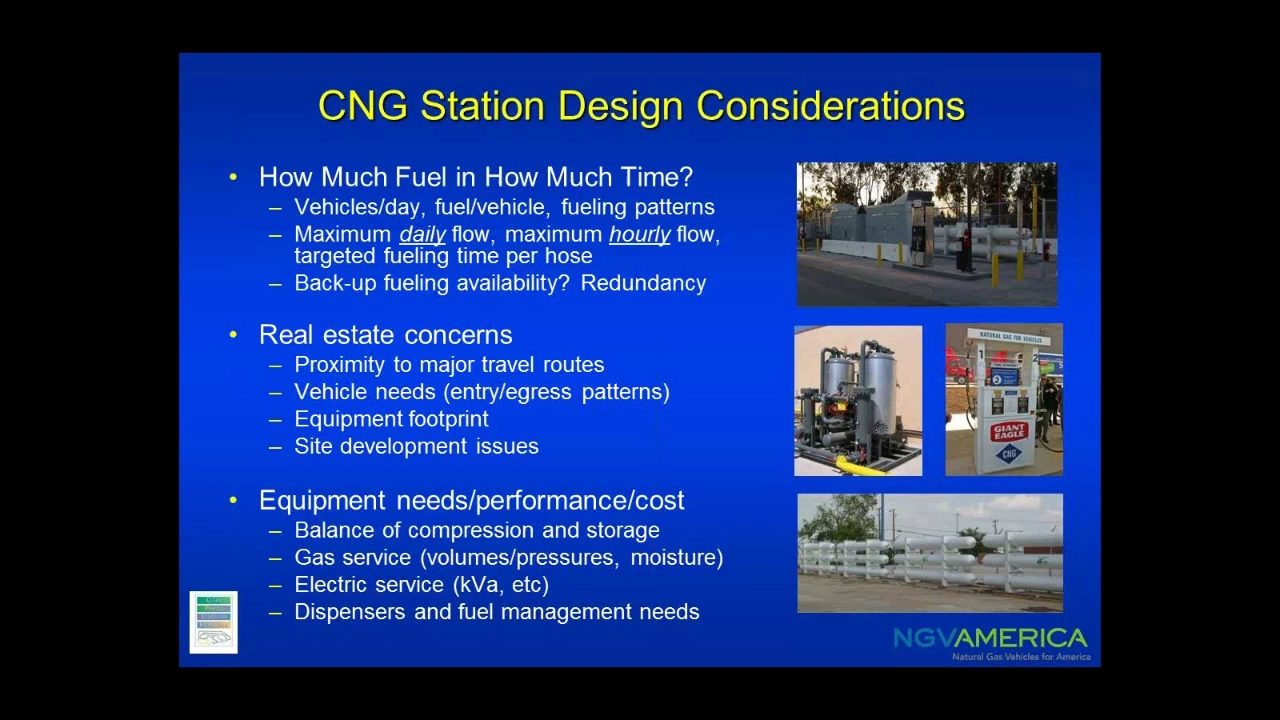 CNG Station Design Considerations
• How Much Fuel in How Much Time?
– Vehicles/day, fuel/vehicle, fueling patterns
– Maximum daily flow, maximum hourly flow,
targeted fueling time per hose
– Back-up fueling availability? Redundancy
• Real estate concerns
– Proximity to major travel routes
– Vehicle needs (entry/egress patterns)
– Equipment footprint
– Site development issues
• Equipment needs/performance/cost
– Balance of compression and storage
– Gas service (volumes/pressures, moisture)
– Electric service (kVa, etc)
– Dispensers and fuel management needs
NATURAL GAS FOR VEHICLES
1
2
GIANT
EAGLE
CNG
NGVAMERICA
Natural Gas Vehicles for America